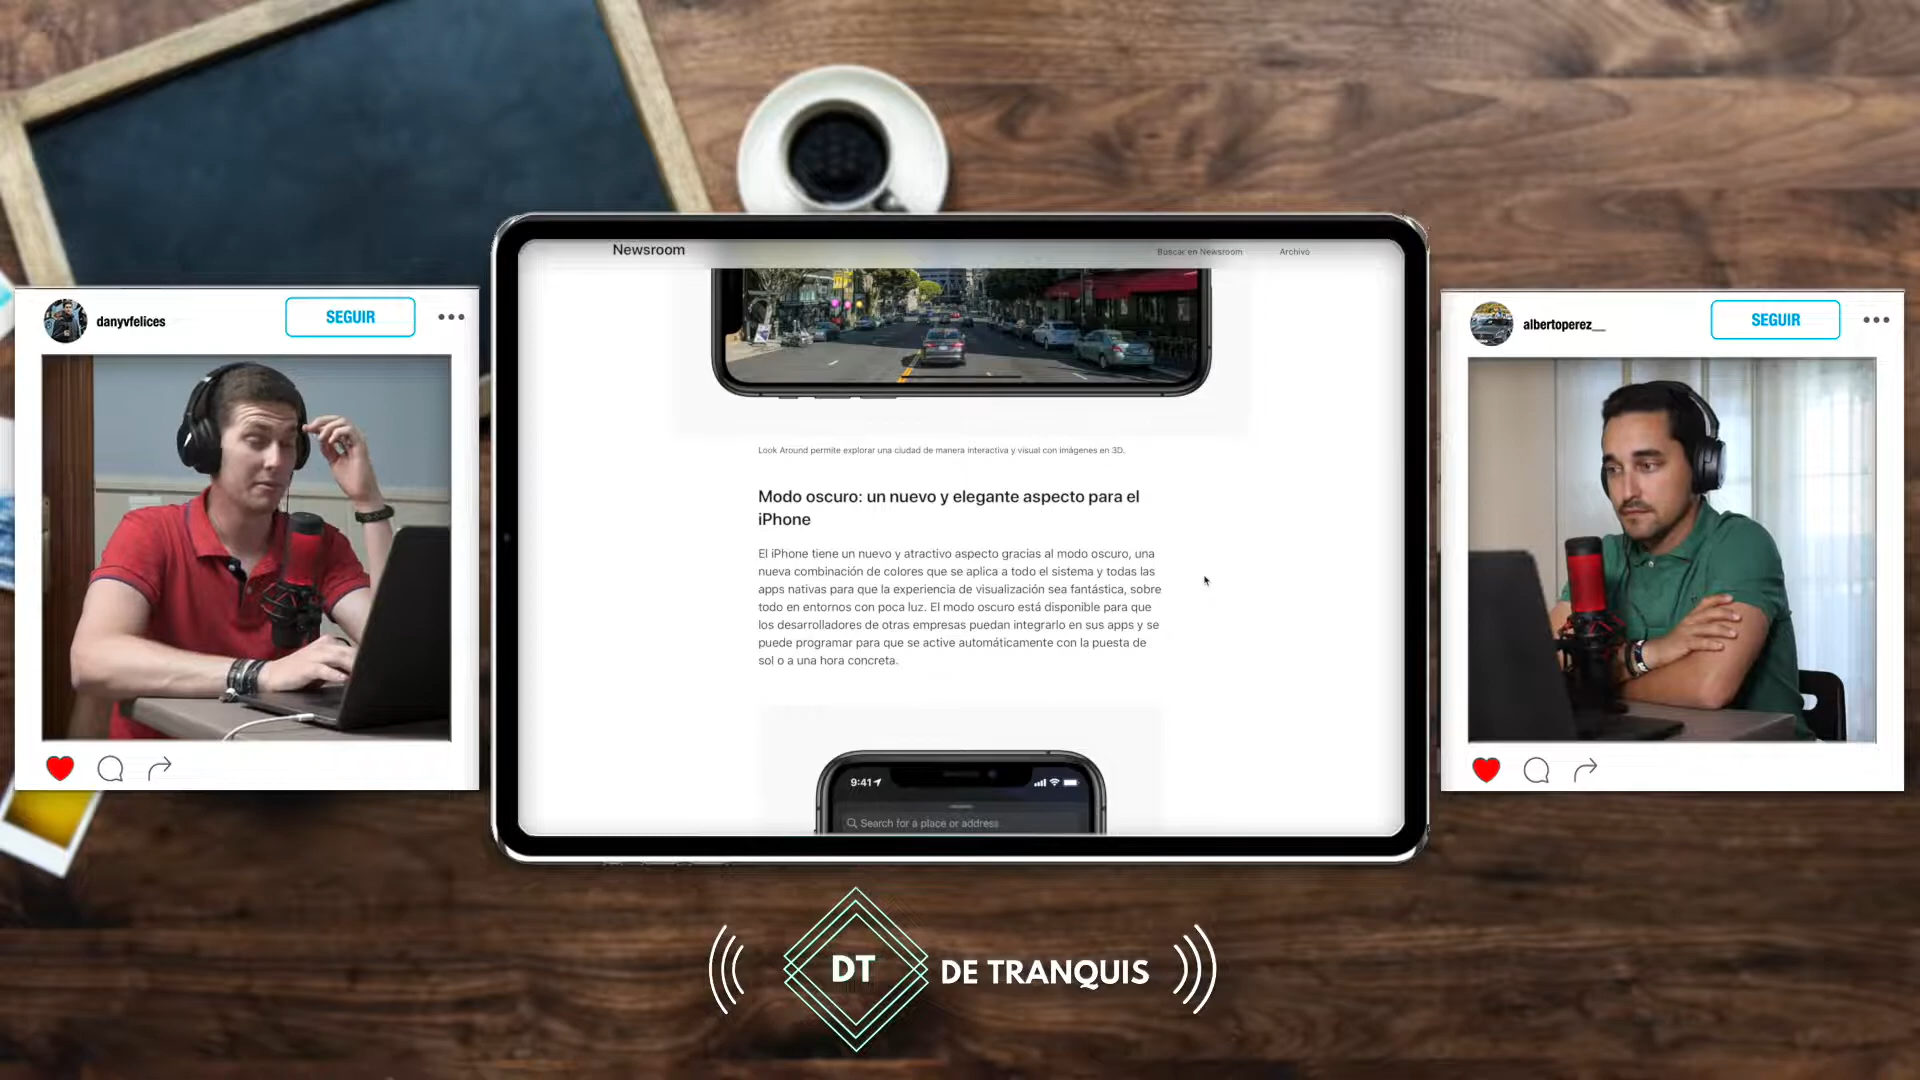 Newsroom
Buscar en Newsroom
Archivo
danyvfelices
SEGUIR
albertoperez__
SEGUIR
Look Around permite explorar una ciudad de manera interactiva y visual con imágenes en 3D.
Modo oscuro: un nuevo y elegante aspecto para el
iPhone
El iPhone tiene un nuevo y atractivo aspecto gracias al modo oscuro, una
nueva combinación de colores que se aplica a todo el sistema y todas las
apps nativas para que la experiencia de visualización sea fantástica, sobre
todo en entornos con poca luz. El modo oscuro está disponible para que
los desarrolladores de otras empresas puedan integrarlo en sus apps y se
puede programar para que se active automáticamente con la puesta de
sol o a una hora concreta.
9:41
Search for a place or address
DT
DE TRANQUIS